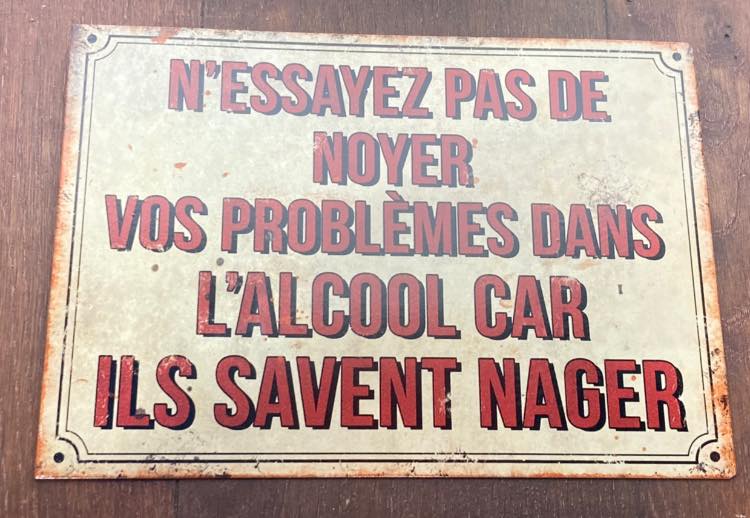 N'ESSAYEZ PAS DE
NOYER
VOS PROBLÈMES DANS
L'ALCOOL CAR
ILS SAVENT NAGER